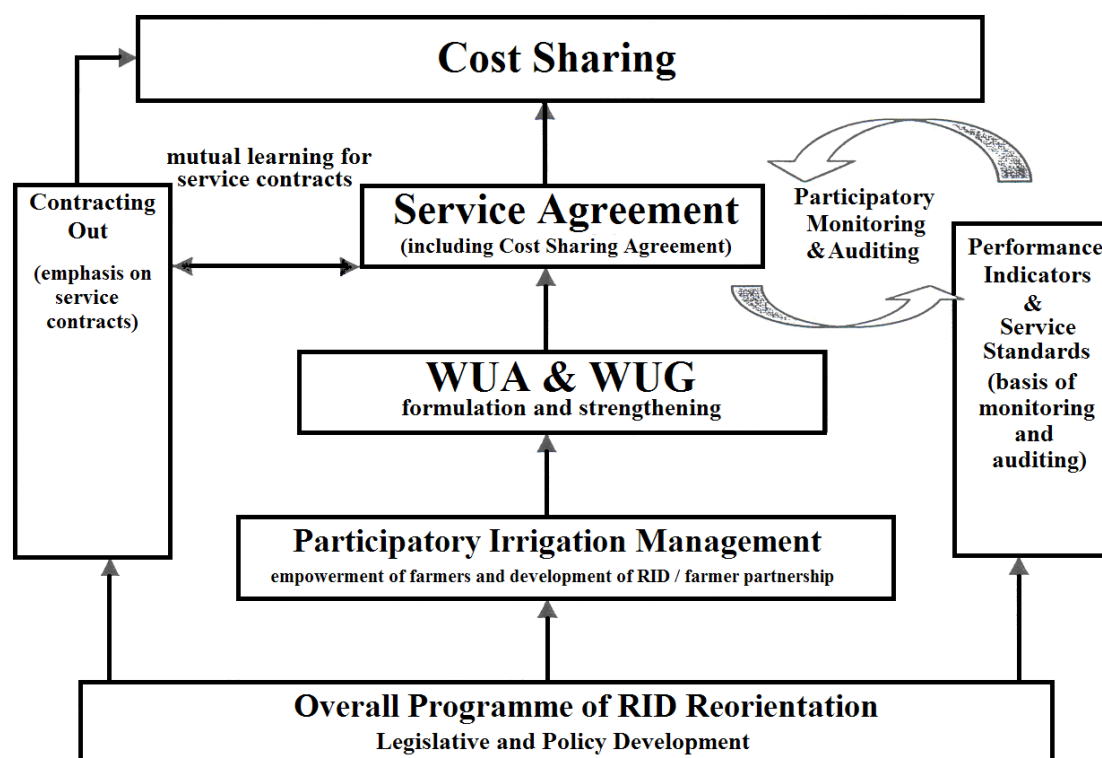 Cost Sharing
mutual learning for
service contracts
Contracting
Out
(emphasis on
service
contracts)
Service Agreement
(including Cost Sharing Agreement)
Participatory
Monitoring
& Auditing
Performance
Indicators
&
Service
Standards
(basis of
monitoring
and
auditing)
WUA & WUG
formulation and strengthening
Participatory Irrigation Management
empowerment of farmers and development of RID / farmer partnership
Overall Programme of RID Reorientation
Legislative and Policy Development